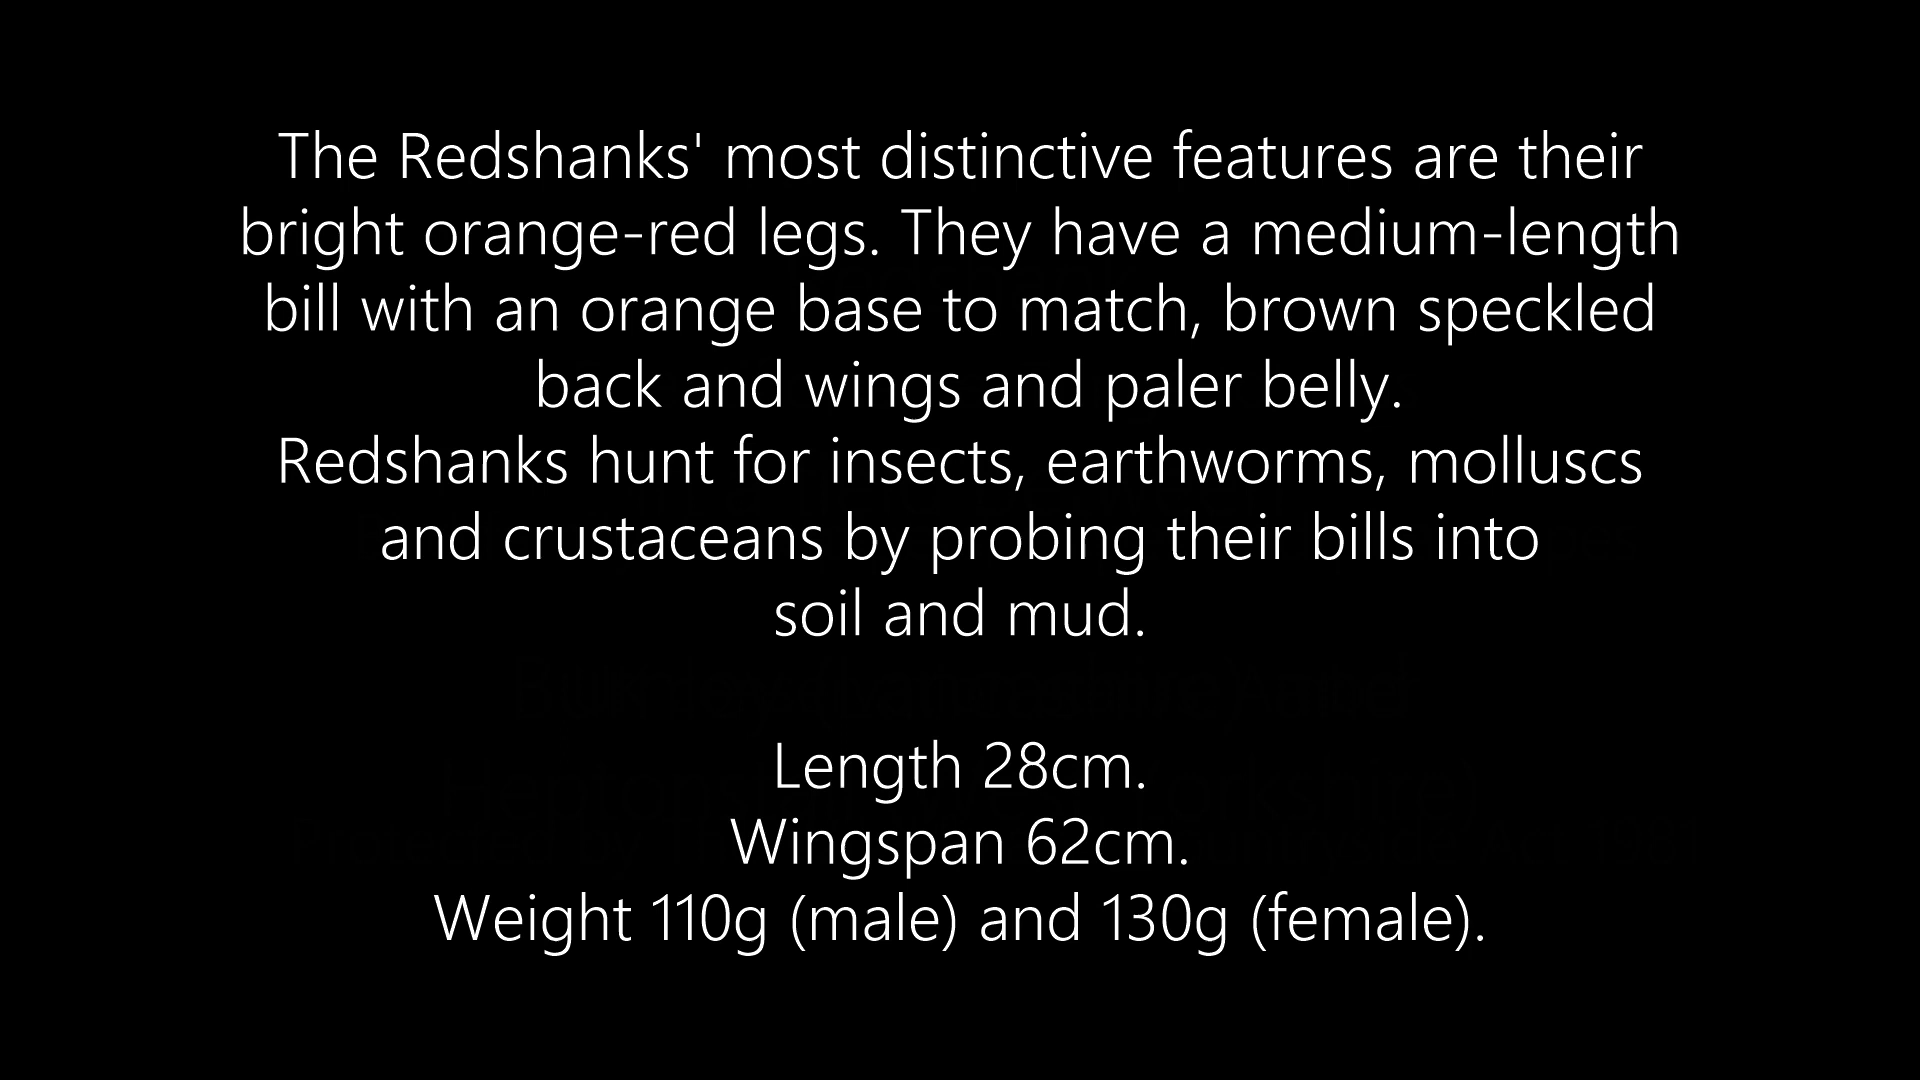 The Redshanks' most distinctive features are their
bright orange-red legs. They have a medium-length
bill with an orange base to match, brown speckled
back and wings and paler belly.
Redshanks hunt for insects, earthworms, molluscs
and crustaceans by probing their bills into
soil and mud.
Length 28cm.
Wingspan 62cm.
Weight 110g (male) and 130g (female).